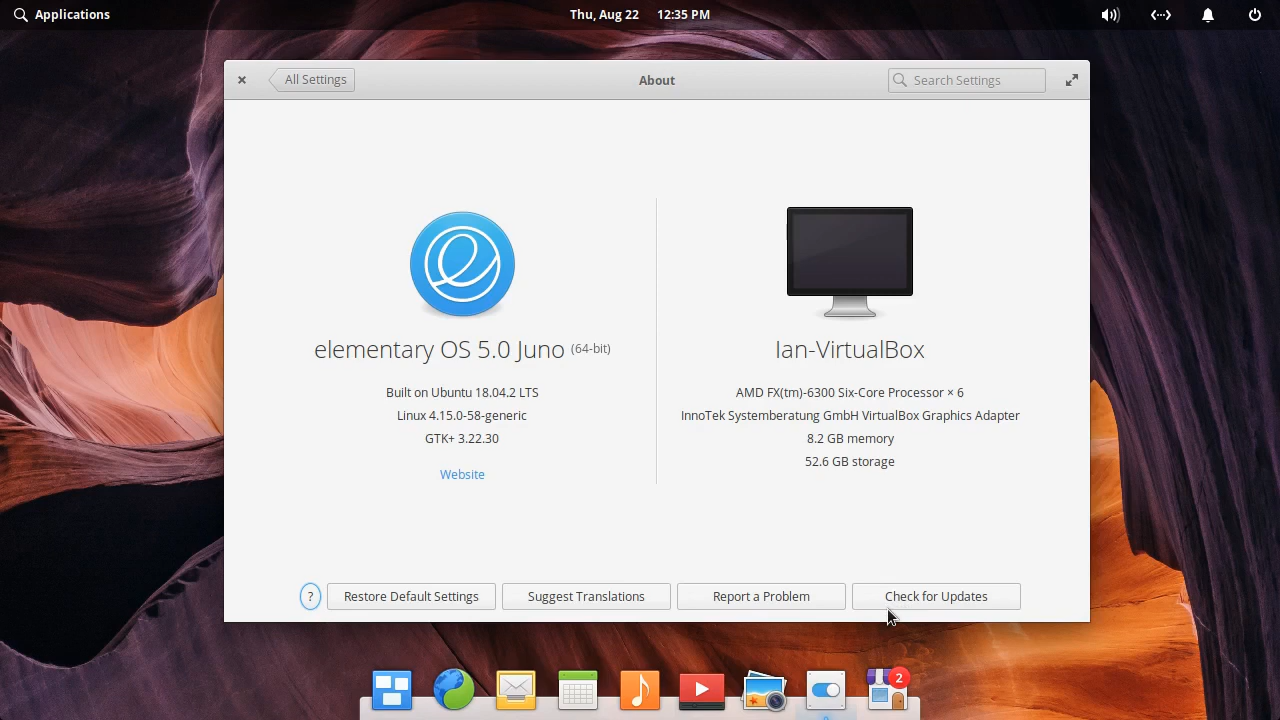 Applications
Thu, Aug 22 12:35 PM
All Settings
About
Search Settings
elementary OS 5.0 Juno (64-bit)
Built on Ubuntu 18.04.2 LTS
Linux 4.15.0-58-generic
GTK+ 3.22.30
Website
Ian-VirtualBox
AMD FX(tm)-6300 Six-Core Processor × 6
InnoTek Systemberatung GmbH VirtualBox Graphics Adapter
8.2 GB memory
52.6 GB storage
?
Restore Default Settings
Suggest Translations
Report a Problem
Check for Updates
2